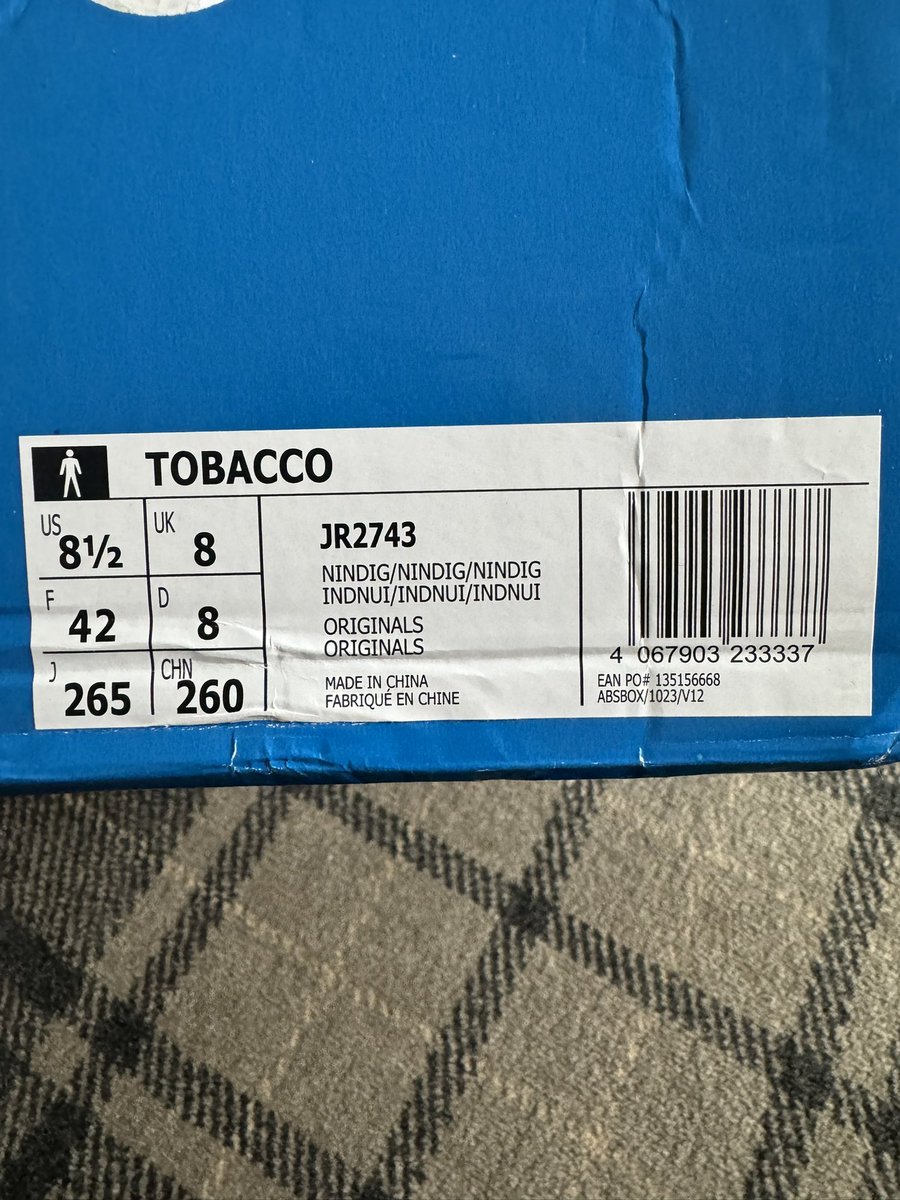 TOBACCO
US 8½
UK 8
F 42
D 8
J 265
CHN 260
JR2743
NINDIG/NINDIG/NINDIG
INDNUI/INDNUI/INDNUI
ORIGINALS
ORIGINALS
MADE IN CHINA
FABRIQUÉ EN CHINE
4 067903 233337
EAN PO# 135156668
ABSBOX/1023/V12